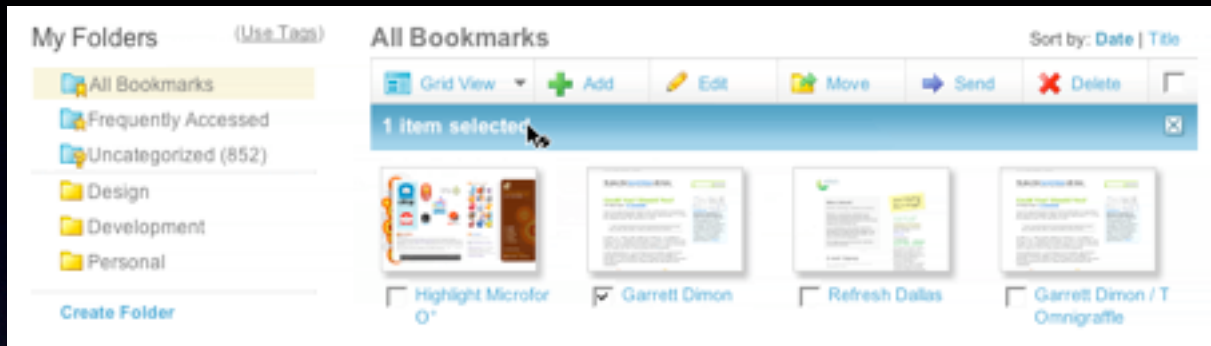 My Folders (Use Tags)
All Bookmarks
Frequently Accessed
Uncategorized (852)
Design
Development
Personal
Create Folder
All Bookmarks
Sort by: Date | Title
Grid View Add Edit Move Send Delete
1 item selected
Highlight Microfor
O"
Garrett Dimon
Refresh Dallas
Garrett Dimon / T
Omnigraffle